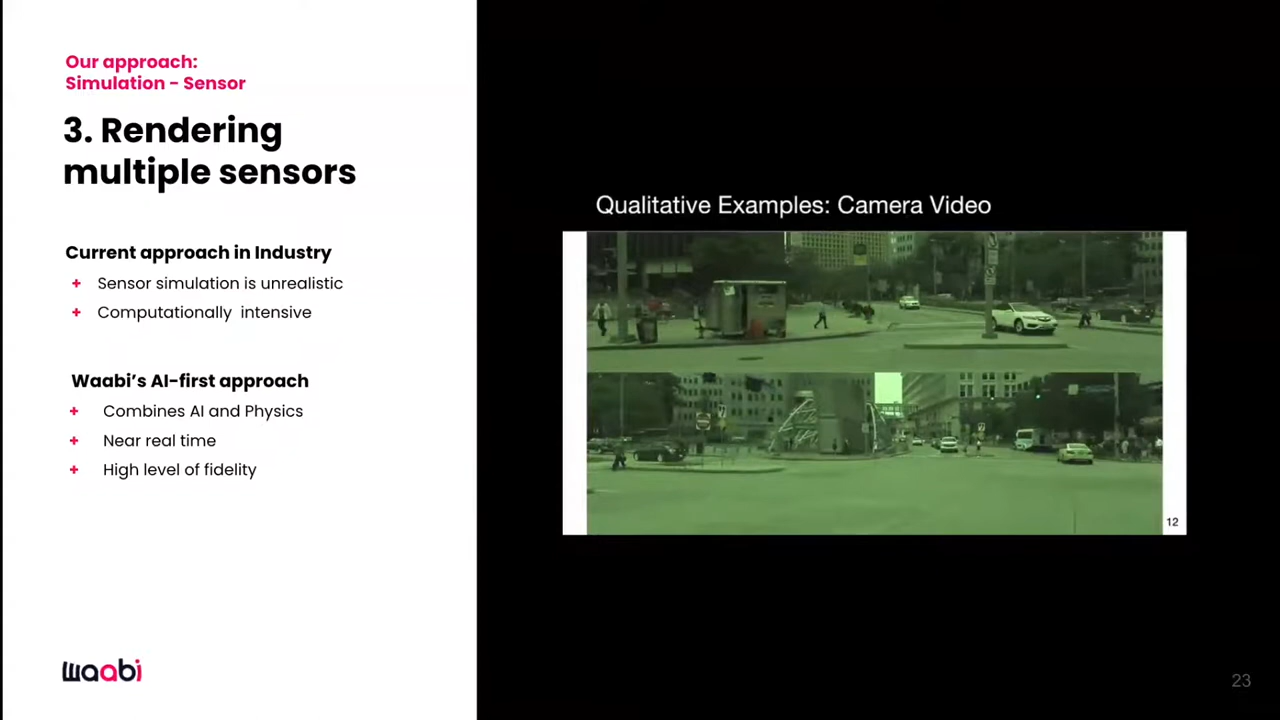 Our approach:
Simulation - Sensor
3. Rendering
multiple sensors
Current approach in Industry
+ Sensor simulation is unrealistic
+ Computationally intensive
Waabi's AI-first approach
+ Combines AI and Physics
+ Near real time
+ High level of fidelity
waabi
Qualitative Examples: Camera Video
12
23